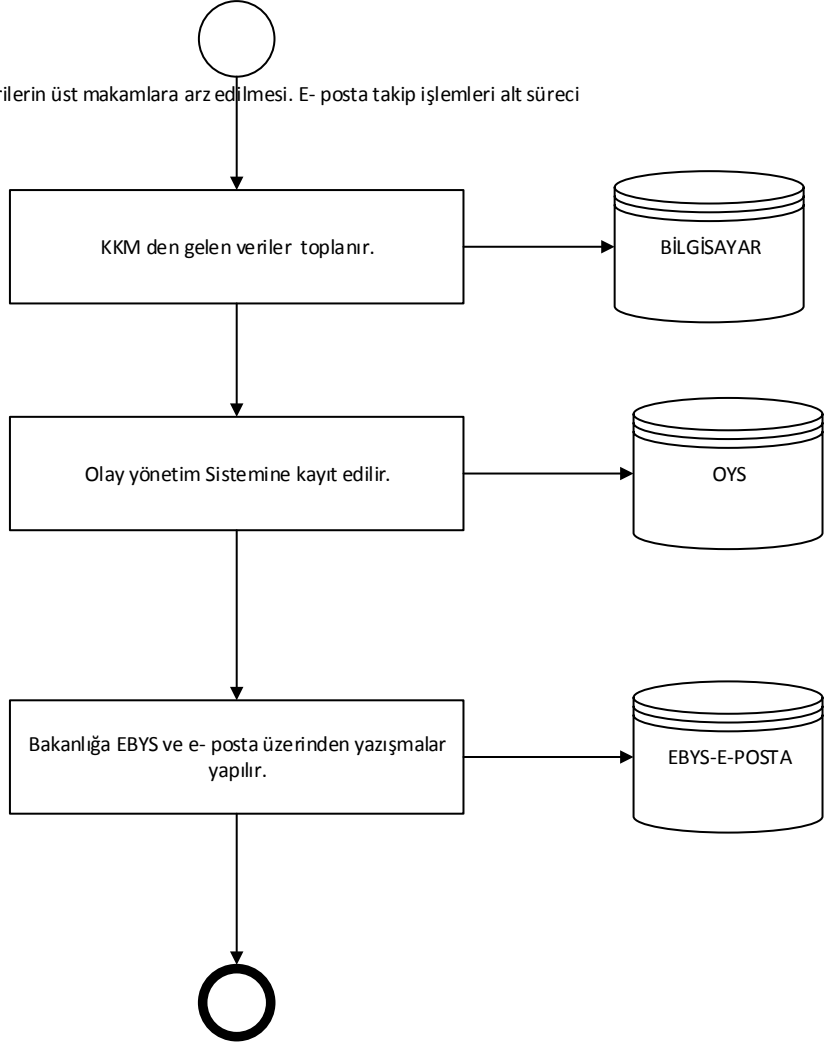 üst makamlara arz edilmesi. E- posta takip işlemleri alt süreci
KKM den gelen veriler toplanır.
BİLGİSAYAR
Olay yönetim Sistemine kayıt edilir.
OYS
Bakanlığa EBYS ve e- posta üzerinden yazışmalar
yapılır.
EBYS-E-POSTA